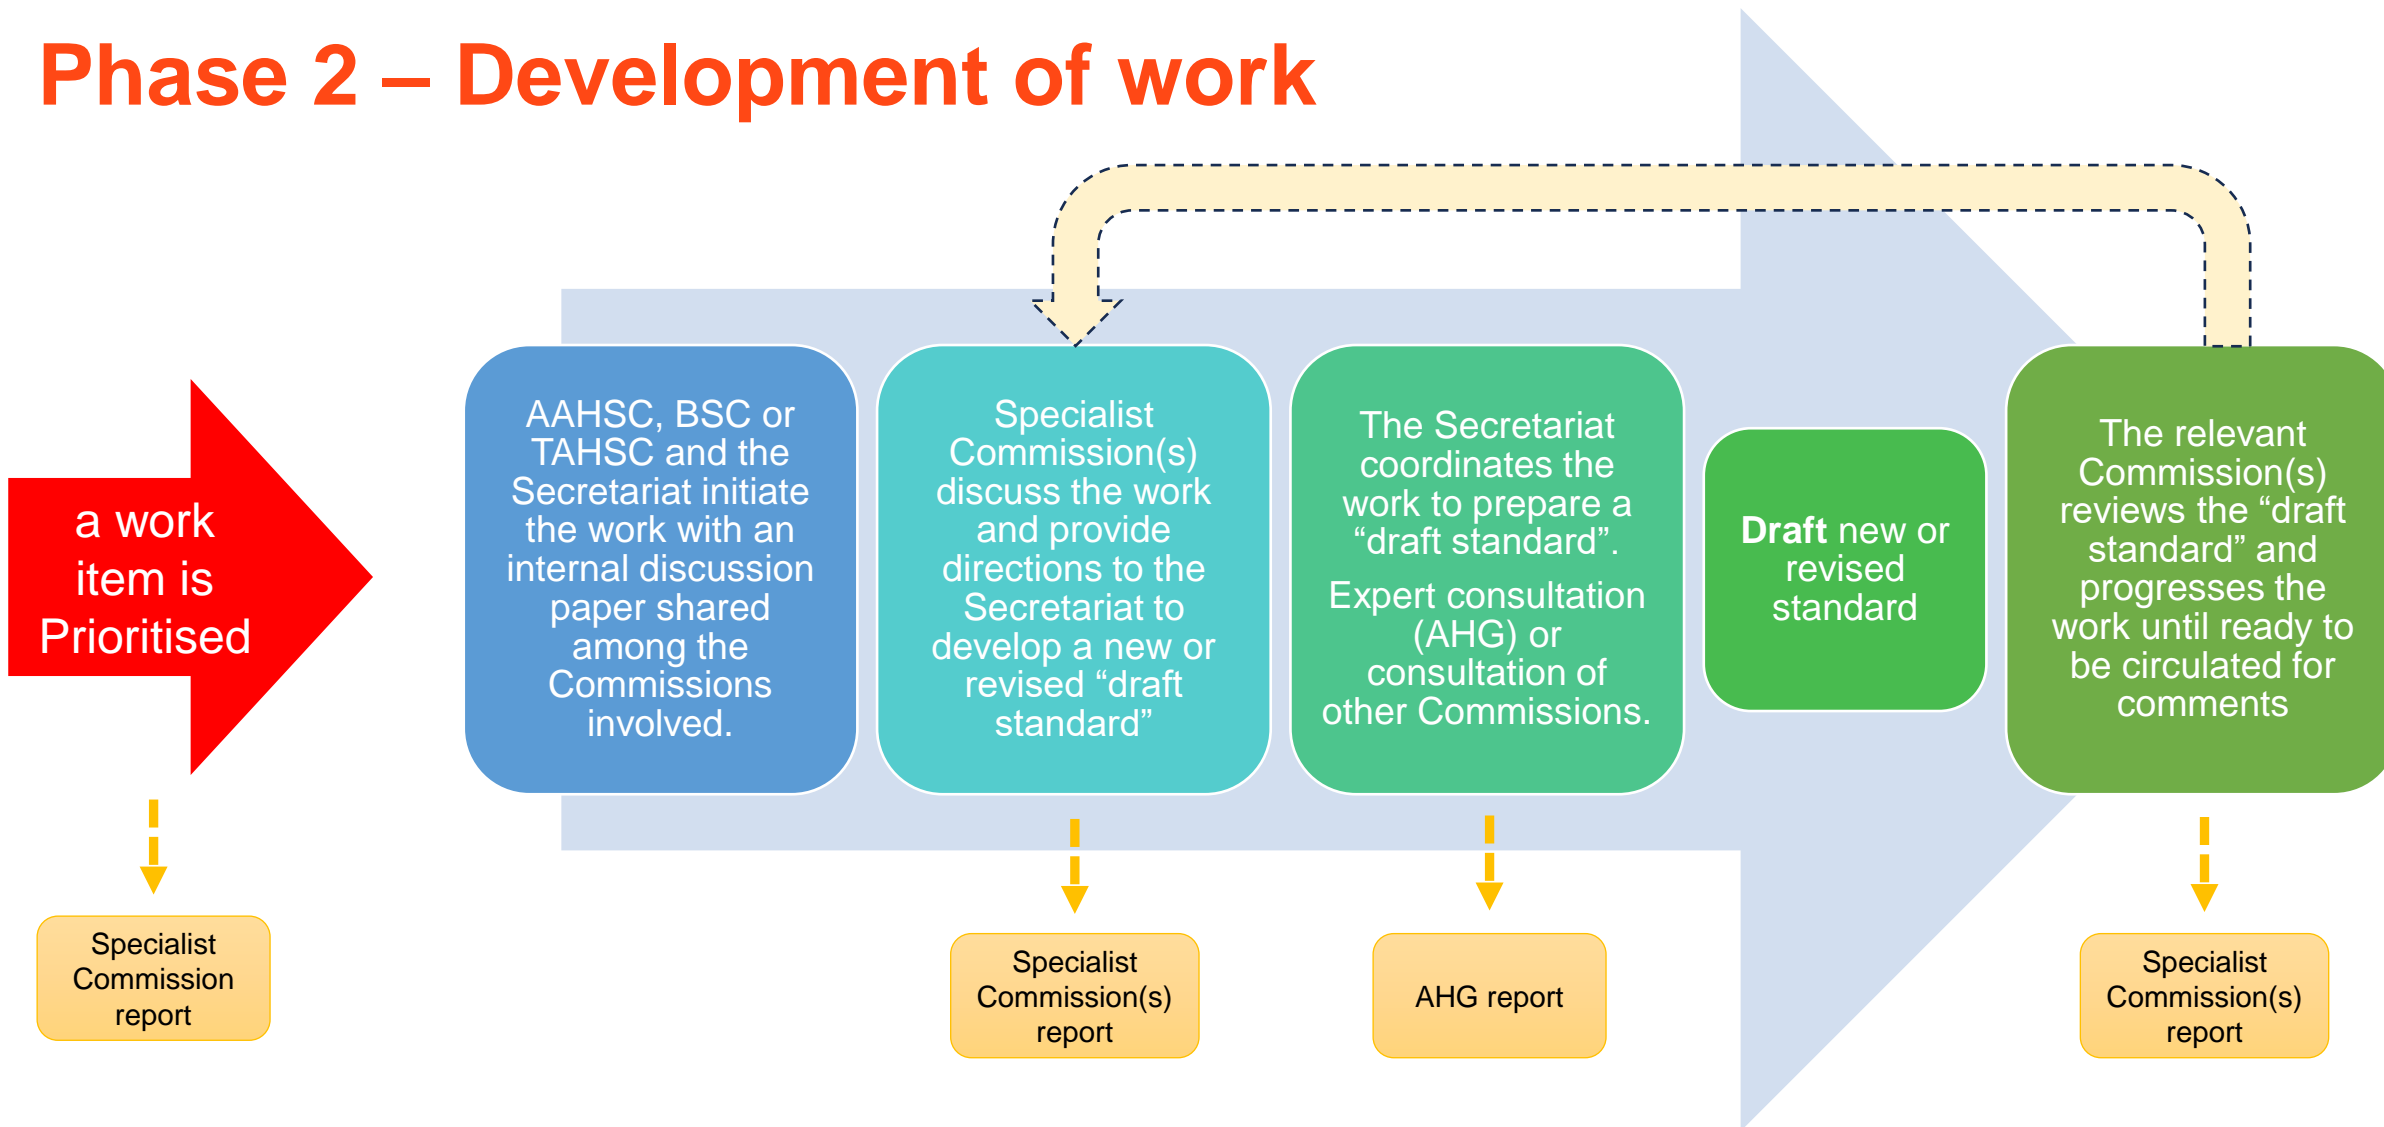 Phase 2 – Development of work
a work
item is
Prioritised
AAHSC, BSC or
TAHSC and the
Secretariat initiate
the work with an
internal discussion
paper shared
among the
Commissions
involved.
Specialist
Commission(s)
discuss the work
and provide
directions to the
Secretariat to
develop a new or
revised “draft
standard”
The Secretariat
coordinates the
work to prepare a
“draft standard”.
Expert consultation
(AHG) or
consultation of
other Commissions.
Draft new or
revised
standard
The relevant
Commission(s)
reviews the “draft
standard” and
progresses the
work until ready to
be circulated for
comments
Specialist
Commission
report
Specialist
Commission(s)
report
AHG report
Specialist
Commission(s)
report